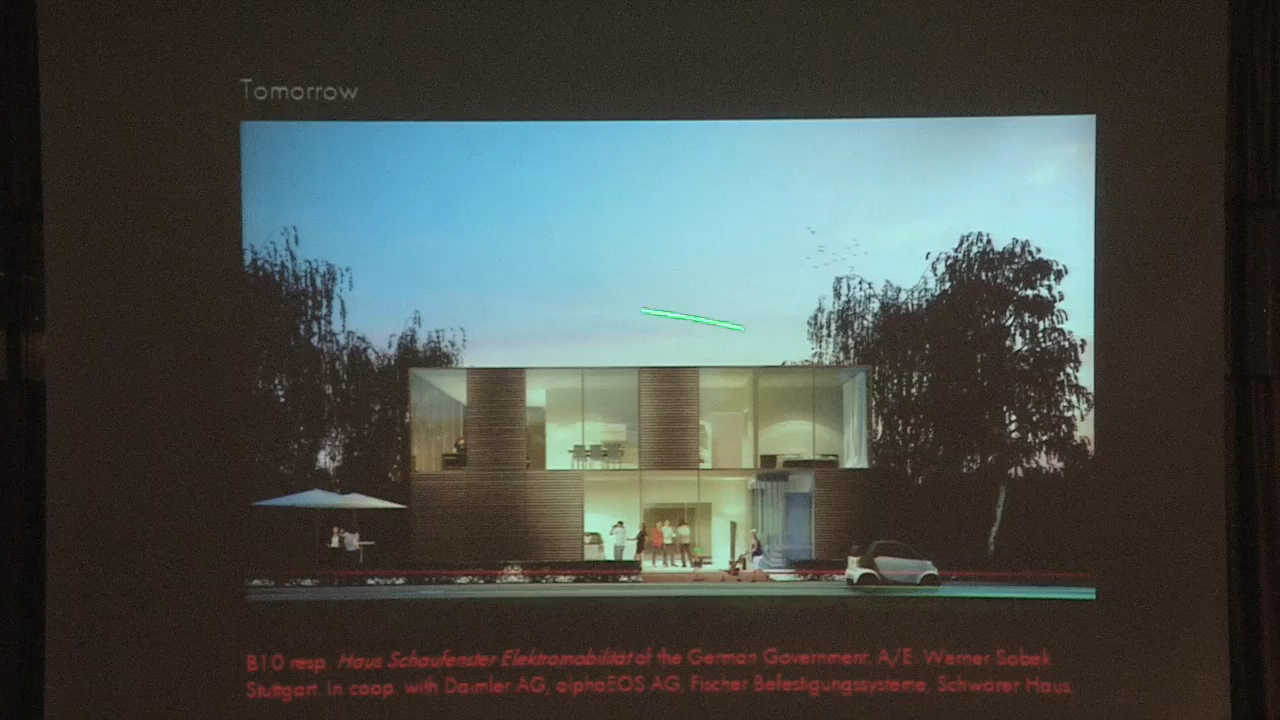 Tomorrow
B10 resp. Haus Schaufenster Elektromobilität of the German Government, A/E: Werner Sobek
Stuttgart. In coop. with Daimler AG, alphaEOS AG, Fischer Befestigungssysteme, Schwörer Haus.